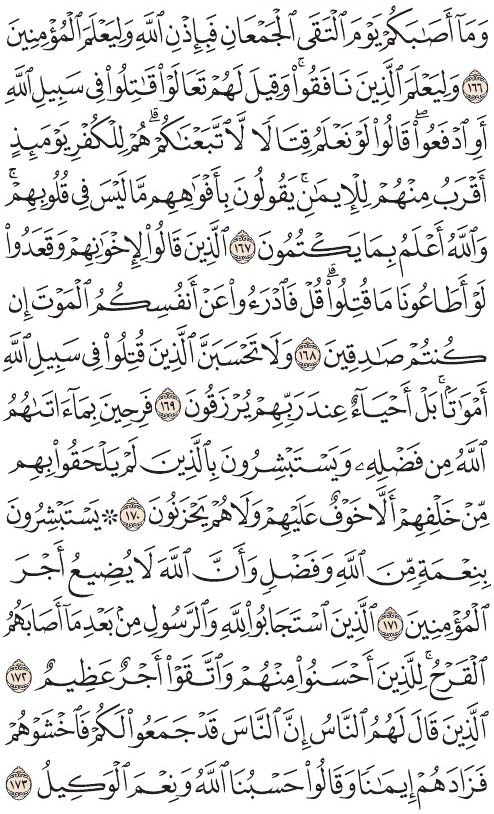 وَمَآ أَصَٰبَكُمْ يَوْمَ ٱلْتَقَى ٱلْجَمْعَانِ فَبِإِذْنِ ٱللَّهِ وَلِيَعْلَمَ ٱلْمُؤْمِنِينَ
١٦٦ وَلِيَعْلَمَ ٱلَّذِينَ نَافَقُوا۟ۚ وَقِيلَ لَهُمْ تَعَالَوْا۟ قَٰتِلُوا۟ فِى سَبِيلِ ٱللَّهِ
أَوِ ٱدْفَعُوا۟ۖ قَالُوا۟ لَوْ نَعْلَمُ قِتَالًا لَّٱتَّبَعْنَٰكُمْۗ هُمْ لِلْكُفْرِ يَوْمَئِذٍ
أَقْرَبُ مِنْهُمْ لِلْإِيمَٰنِۚ يَقُولُونَ بِأَفْوَٰهِهِم مَّا لَيْسَ فِى قُلُوبِهِمْۚ
وَٱللَّهُ أَعْلَمُ بِمَا يَكْتُمُونَ ١٦٧ ٱلَّذِينَ قَالُوا۟ لِإِخْوَٰنِهِمْ وَقَعَدُوا۟
لَوْ أَطَاعُونَا مَا قُتِلُوا۟ۗ قُلْ فَٱدْرَءُوا۟ عَنْ أَنفُسِكُمُ ٱلْمَوْتَ إِن
كُنتُمْ صَٰدِقِينَ ١٦٨ وَلَا تَحْسَبَنَّ ٱلَّذِينَ قُتِلُوا۟ فِى سَبِيلِ ٱللَّهِ
أَمْوَٰتًۢاۚ بَلْ أَحْيَآءٌ عِندَ رَبِّهِمْ يُرْزَقُونَ ١٦٩ فَرِحِينَ بِمَآ ءَاتَىٰهُمُ
ٱللَّهُ مِن فَضْلِهِۦ وَيَسْتَبْشِرُونَ بِٱلَّذِينَ لَمْ يَلْحَقُوا۟ بِهِم
مِّنْ خَلْفِهِمْ أَلَّا خَوْفٌ عَلَيْهِمْ وَلَا هُمْ يَحْزَنُونَ ١٧٠ ۞ يَسْتَبْشِرُونَ
بِنِعْمَةٍ مِّنَ ٱللَّهِ وَفَضْلٍ وَأَنَّ ٱللَّهَ لَا يُضِيعُ أَجْرَ
ٱلْمُؤْمِنِينَ ١٧١ ٱلَّذِينَ ٱسْتَجَابُوا۟ لِلَّهِ وَٱلرَّسُولِ مِنۢ بَعْدِ مَآ أَصَابَهُمُ
ٱلْقَرْحُۚ لِلَّذِينَ أَحْسَنُوا۟ مِنْهُمْ وَٱتَّقَوْا۟ أَجْرٌ عَظِيمٌ ١٧٢
ٱلَّذِينَ قَالَ لَهُمُ ٱلنَّاسُ إِنَّ ٱلنَّاسَ قَدْ جَمَعُوا۟ لَكُمْ فَٱخْشَوْهُمْ
فَزَادَهُمْ إِيمَٰنًا وَقَالُوا۟ حَسْبُنَا ٱللَّهُ وَنِعْمَ ٱلْوَكِيلُ ١٧٣